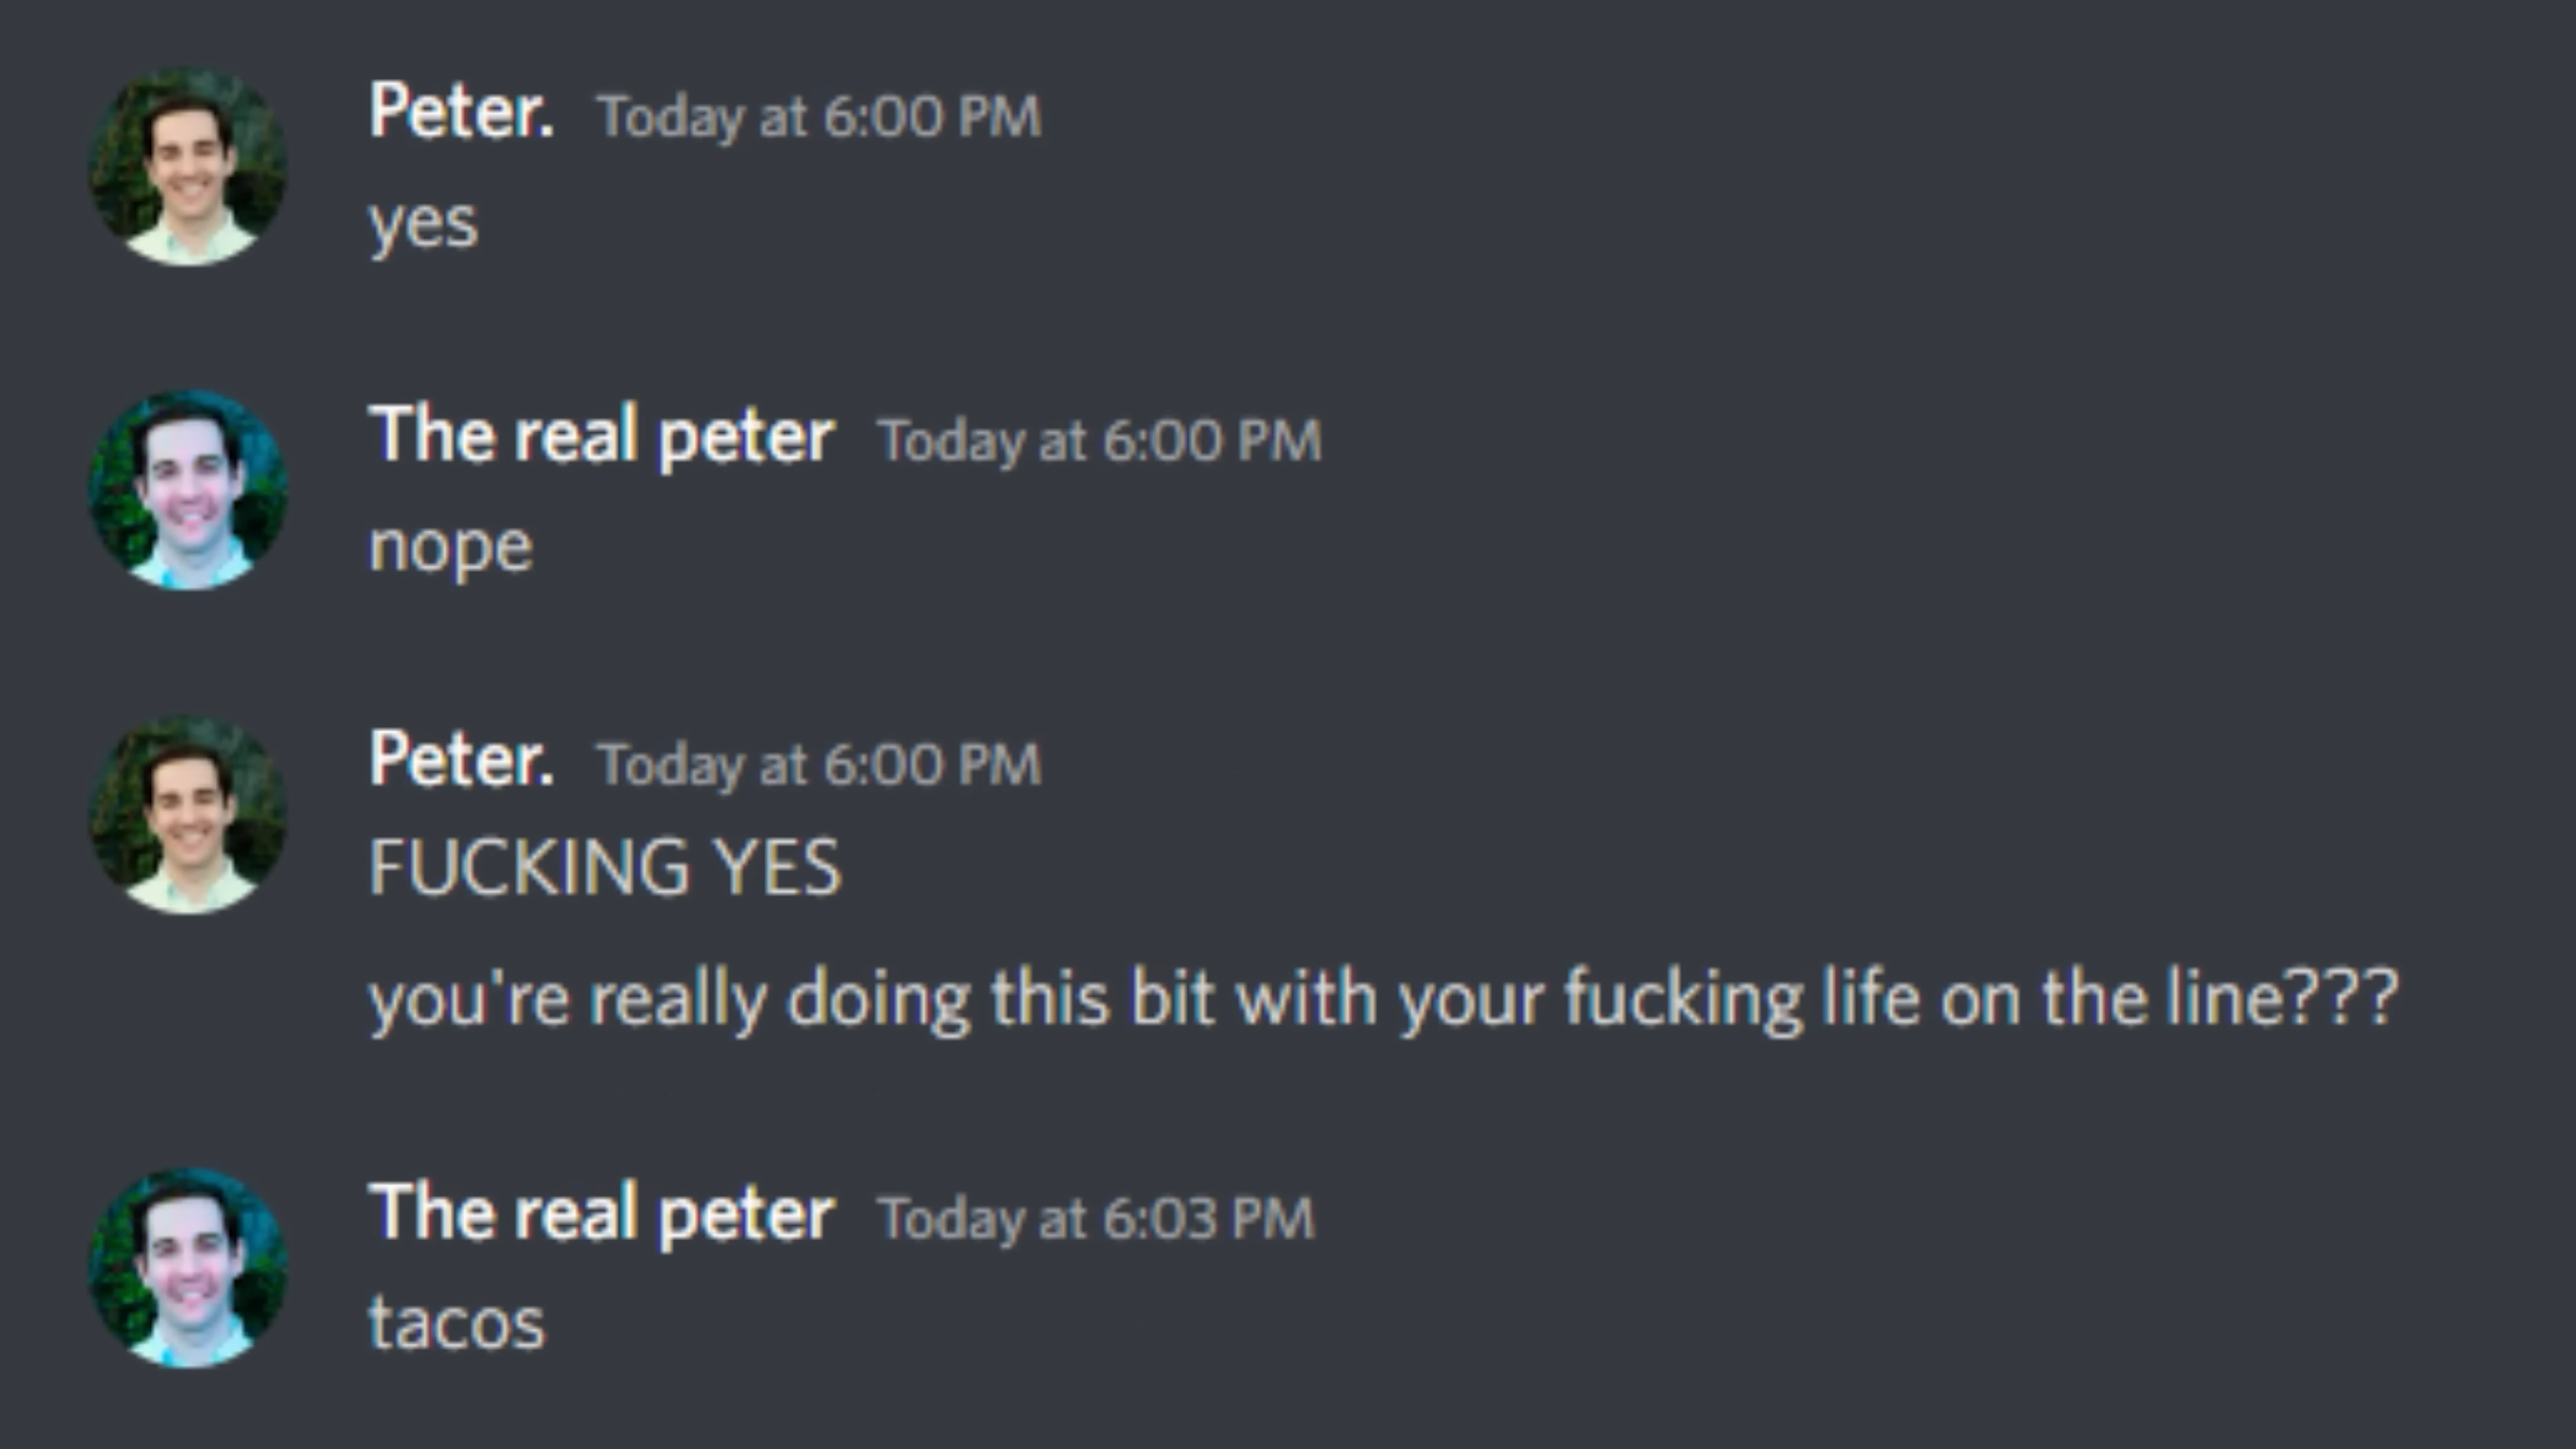 Peter. Today at 6:00 PM
yes
The real peter Today at 6:00 PM
nope
Peter. Today at 6:00 PM
FUCKING YES
you're really doing this bit with your fucking life on the line???
The real peter Today at 6:03 PM
tacos